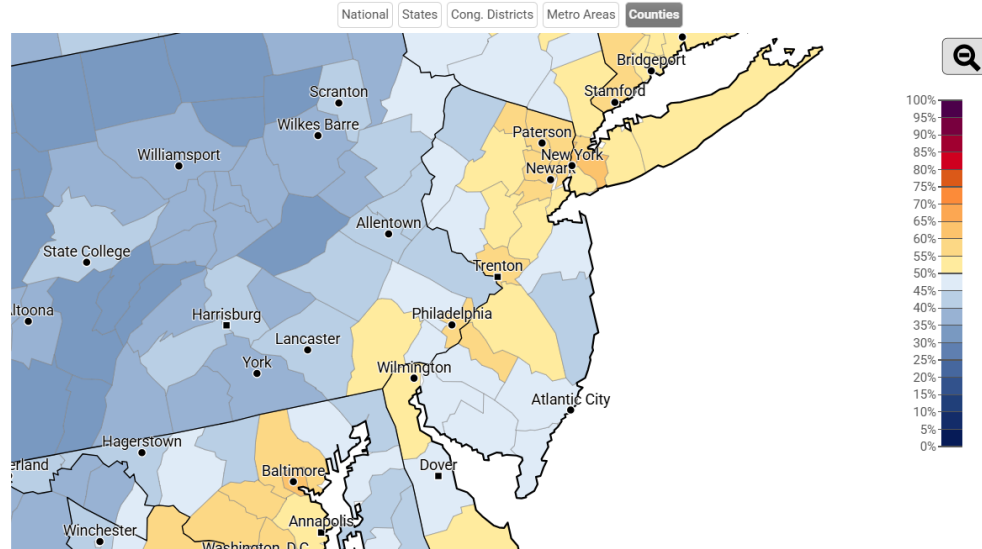 National States Cong. Districts Metro Areas Counties
Bridgeport
Stamford
Scranton
Wilkes Barre
Paterson
New York
Newark
Williamsport
Allentown
State College
Trenton
ltoona
Harrisburg
Philadelphia
Lancaster
York
Wilmington
Atlantic City
Hagerstown
erland
Baltimore
Dover
Winchester
Annapolis
Washington, D.C.
100%
95%
90%
85%
80%
75%
70%
65%
60%
55%
50%
45%
40%
35%
30%
25%
20%
15%
10%
5%
0%